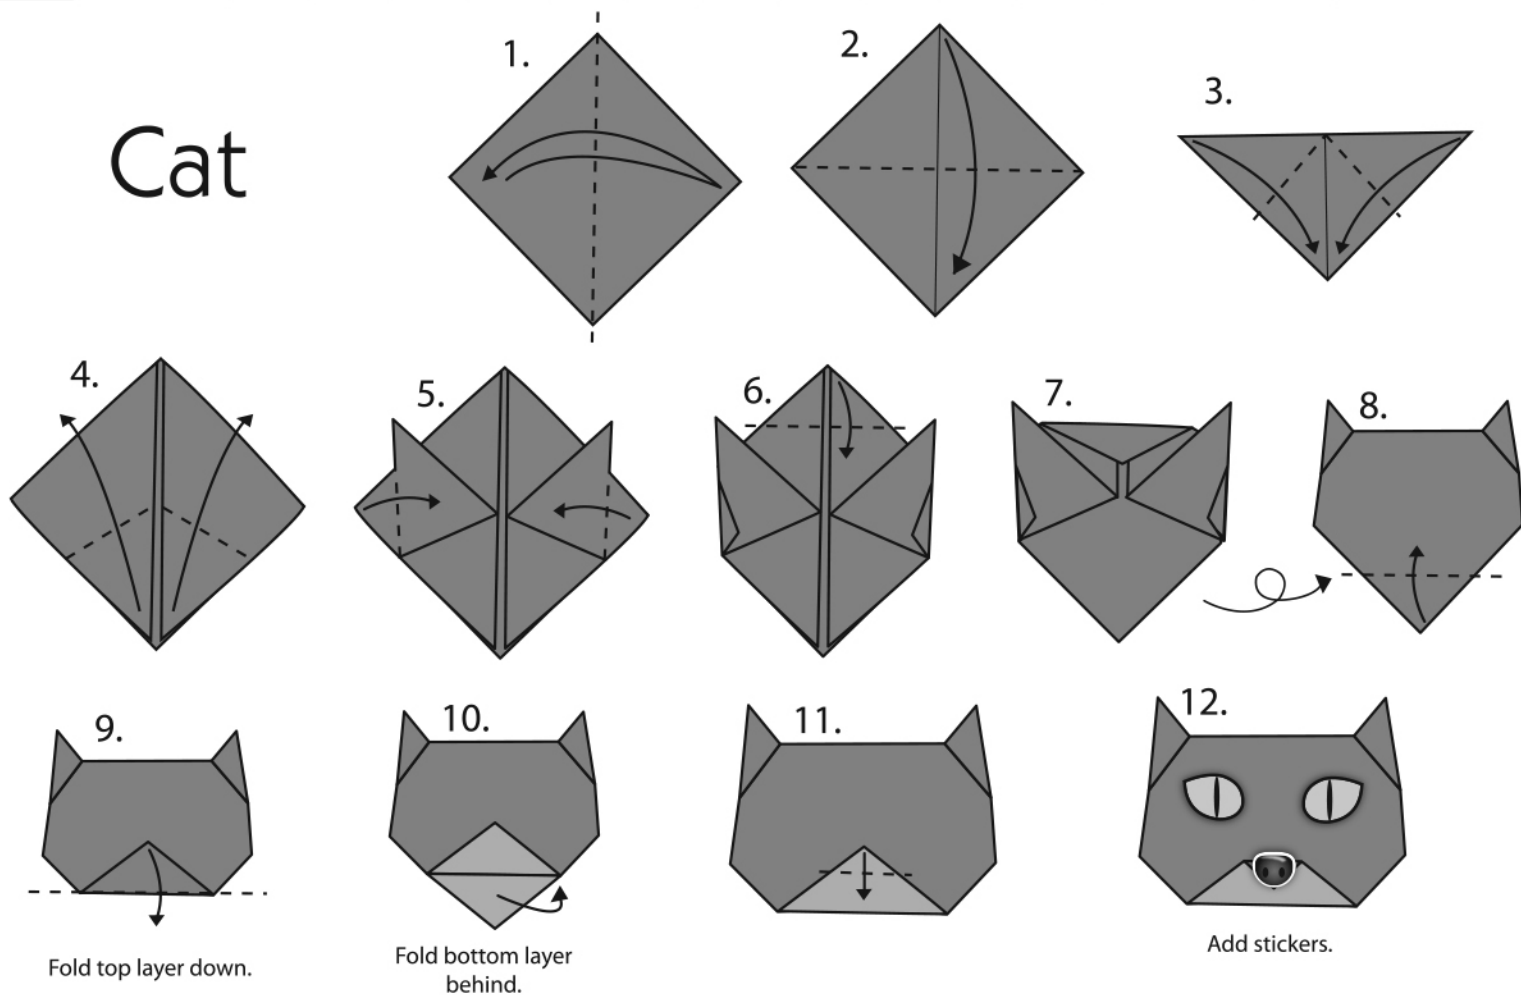 Cat
1.
2.
3.
4.
5.
6.
7.
8.
9.
10.
11.
12.
Fold top layer down.
Fold bottom layer
behind.
Add stickers.